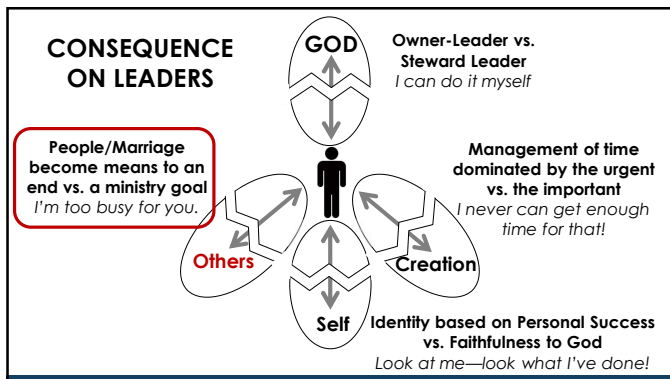 CONSEQUENCE
ON LEADERS
GOD
Owner-Leader vs.
Steward Leader
I can do it myself
People/Marriage
become means to an
end vs. a ministry goal
I'm too busy for you.
Management of time
dominated by the urgent
vs. the important
I never can get enough
time for that!
Others
Creation
Self
Identity based on Personal Success
vs. Faithfulness to God
Look at me—look what I've done!